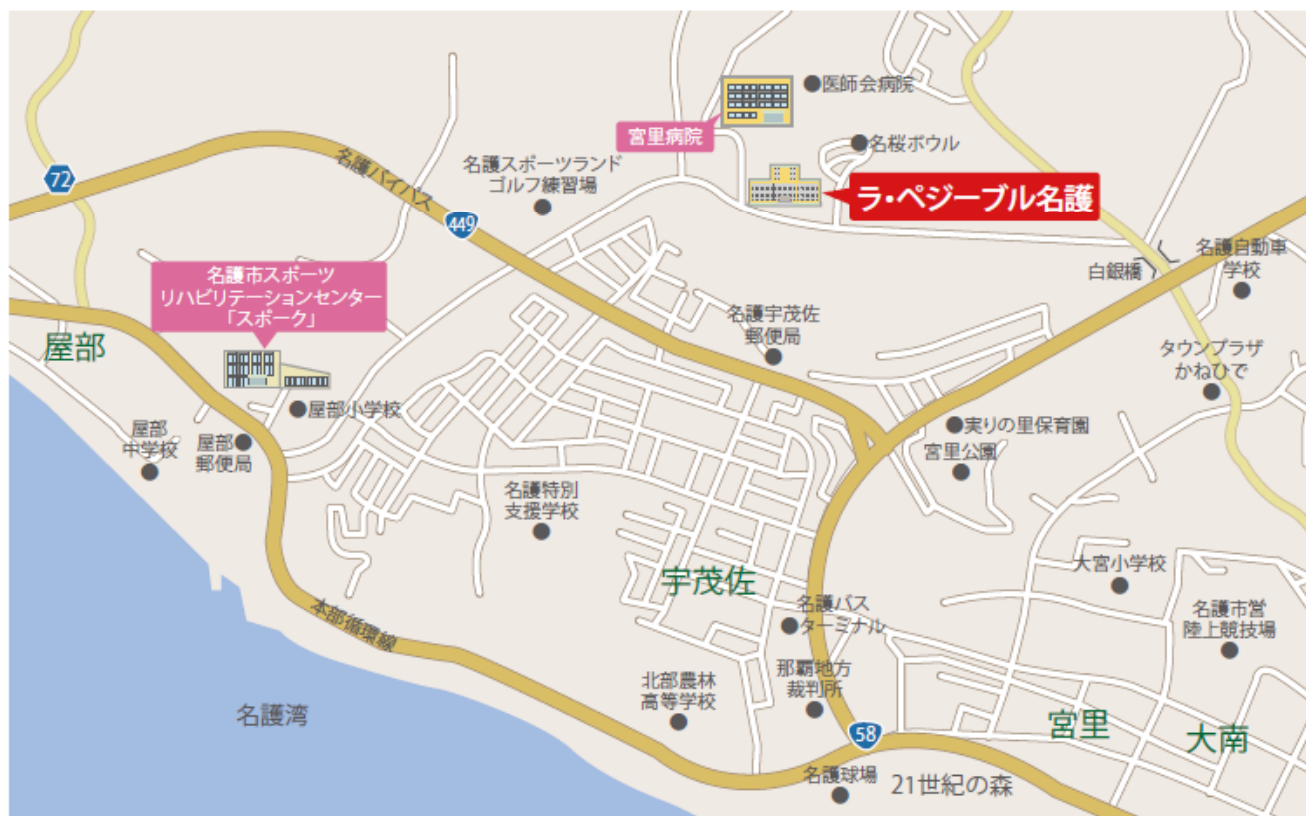 医師会病院
宮里病院
名桜ボウル
名護スポーツランド
ゴルフ練習場
名護バイパス
72
449
ラ・ペジーブル名護
白銀橋
名護自動車
学校
名護市スポーツ
リハビリテーションセンター
「スポーク」
屋部
名護宇茂佐
郵便局
タウンプラザ
かねひで
屋部小学校
屋部
中学校
屋部
郵便局
実りの里保育園
宮里公園
名護特別
支援学校
宇茂佐
大宮小学校
名護市営
陸上競技場
本部循環線
名護バス
ターミナル
那覇地方
裁判所
北部農林
高等学校
名護湾
58
宮里
大南
名護球場
21世紀の森